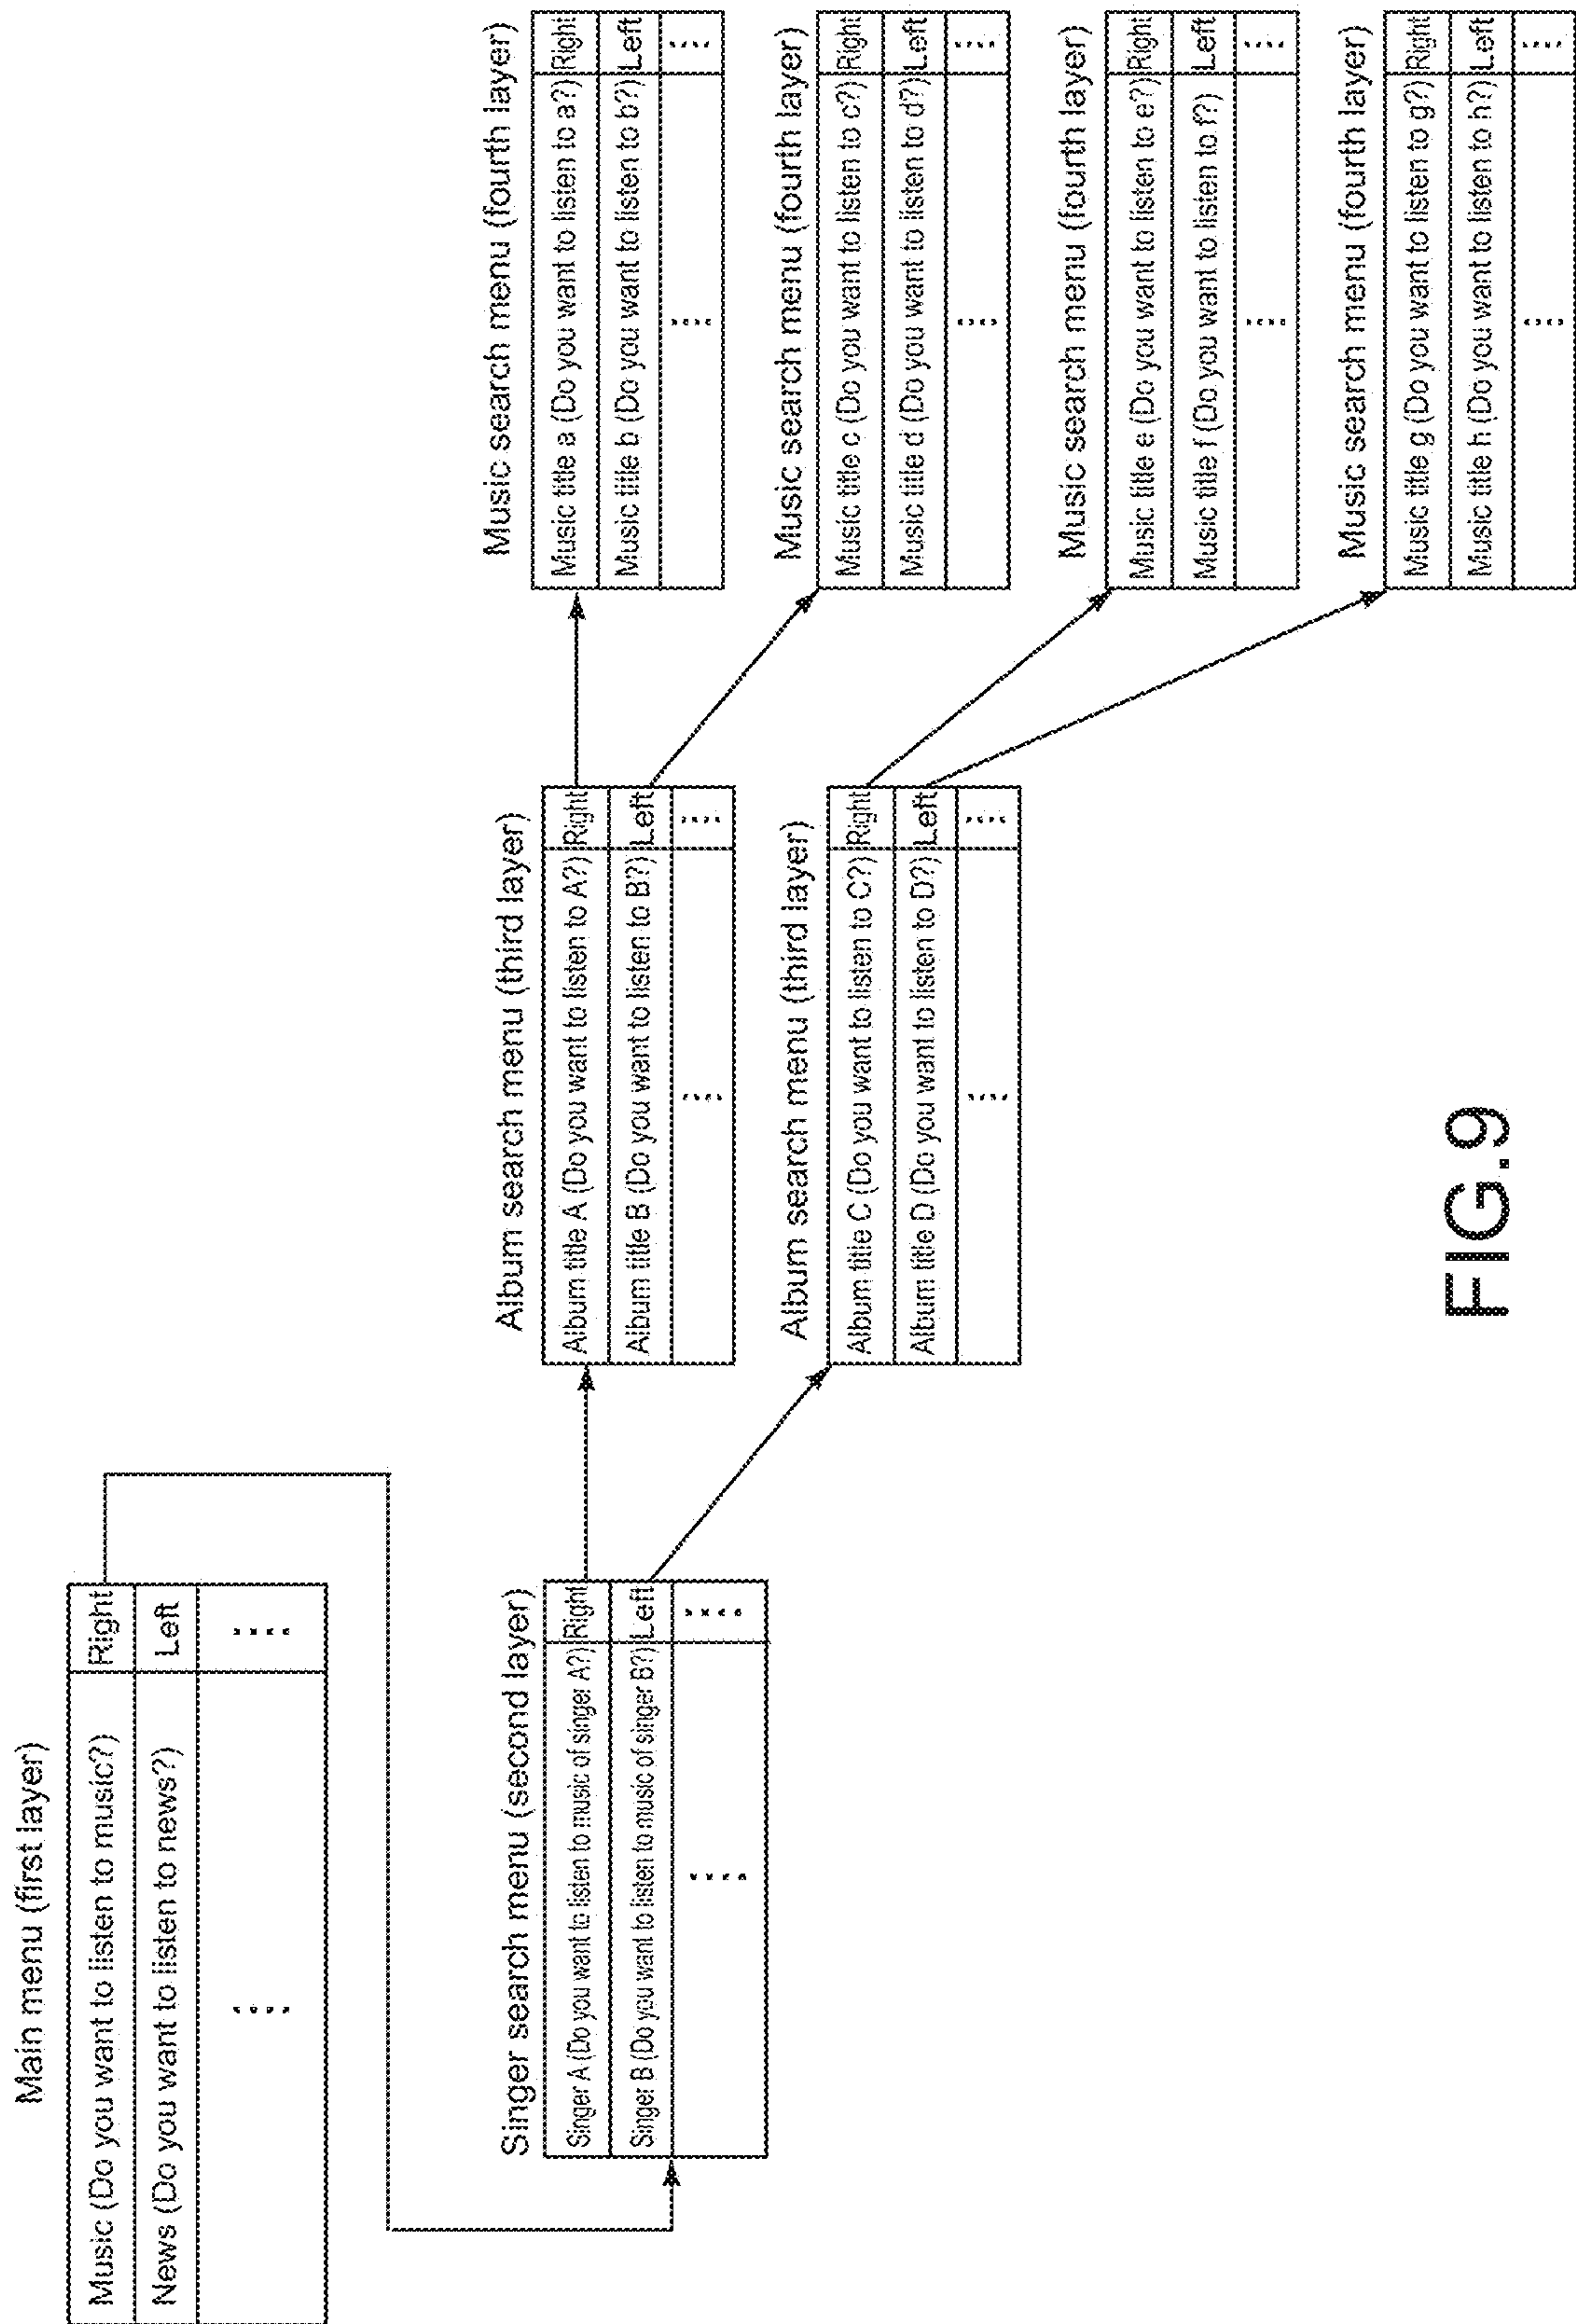 Main menu (first layer)
Music (Do you want to listen to music?) Right
News (Do you want to listen to news?) Left
.... ....
Singer search menu (second layer)
Singer A (Do you want to listen to music of singer A?) Right
Singer B (Do you want to listen to music of singer B?) Left
.... ....
Album search menu (third layer)
Album title A (Do you want to listen to A?) Right
Album title B (Do you want to listen to B?) Left
.... ....
Album search menu (third layer)
Album title C (Do you want to listen to C?) Right
Album title D (Do you want to listen to D?) Left
.... ....
Music search menu (fourth layer)
Music title a (Do you want to listen to a?) Right
Music title b (Do you want to listen to b?) Left
.... ....
Music search menu (fourth layer)
Music title c (Do you want to listen to c?) Right
Music title d (Do you want to listen to d?) Left
.... ....
Music search menu (fourth layer)
Music title e (Do you want to listen to e?) Right
Music title f (Do you want to listen to f?) Left
.... ....
Music search menu (fourth layer)
Music title g (Do you want to listen to g?) Right
Music title h (Do you want to listen to h?) Left
.... ....
FIG.9